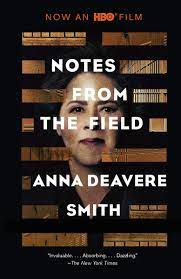 NOW AN HBO® FILM
NOTES
FROM
THE FIELD
ANNA DEAVERE
SMITH
"Invaluable. . . . Absorbing. . . . Dazzling."
—The New York Times